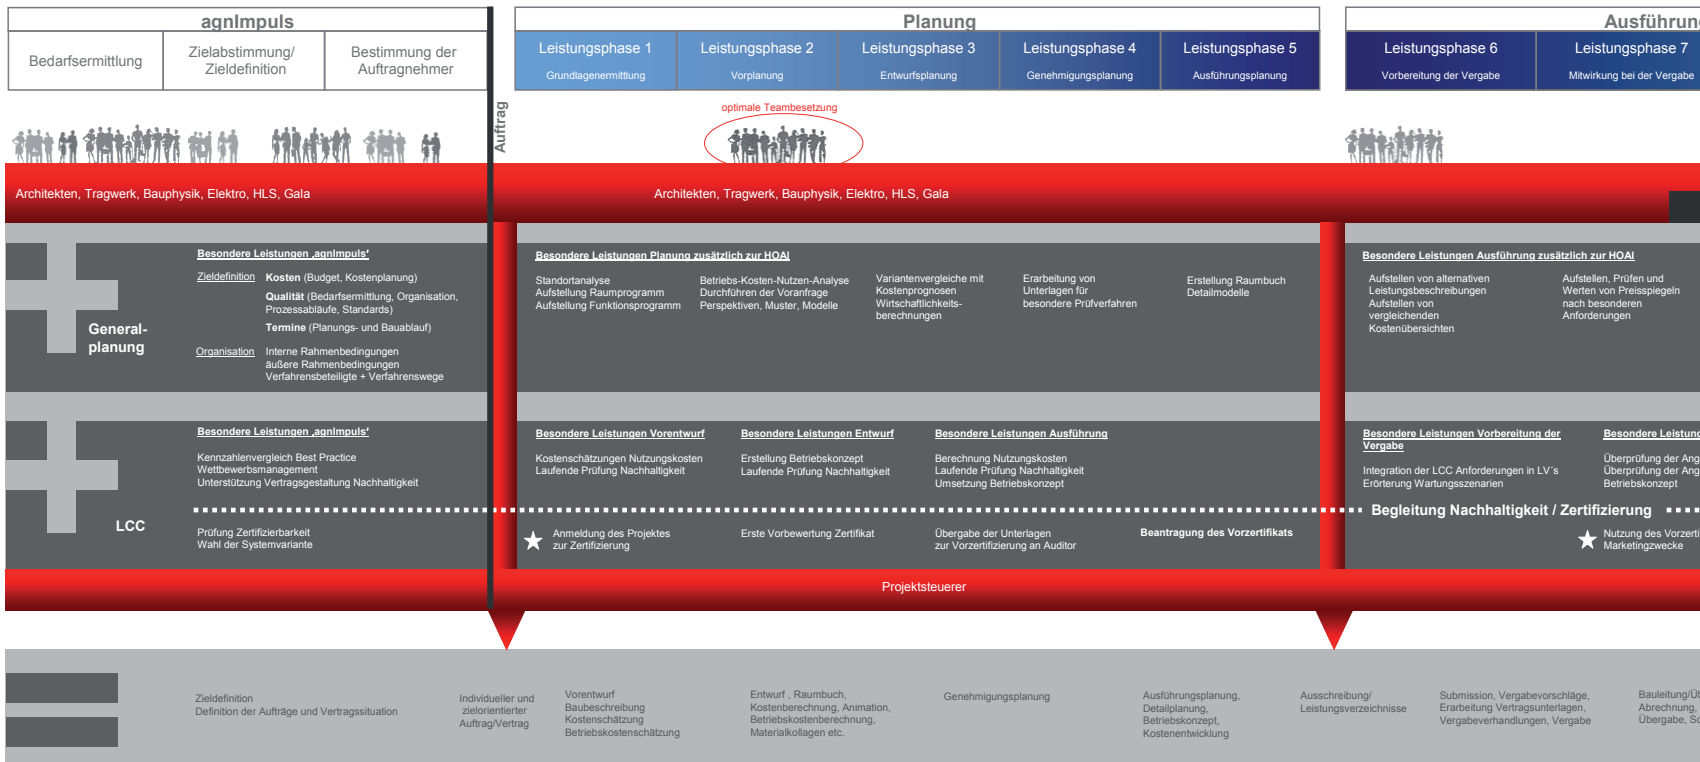 agnImpuls
Planung
Ausführung
Bedarfsermittlung
Zielabstimmung/
Zieldefinition
Bestimmung der
Auftragnehmer
Leistungsphase 1
Grundlagenermittlung
Leistungsphase 2
Vorplanung
Leistungsphase 3
Entwurfsplanung
Leistungsphase 4
Genehmigungsplanung
Leistungsphase 5
Ausführungsplanung
Leistungsphase 6
Vorbereitung der Vergabe
Leistungsphase 7
Mitwirkung bei der Vergabe
Auftrag
optimale Teambesetzung
Architekten, Tragwerk, Bauphysik, Elektro, HLS, Gala
Architekten, Tragwerk, Bauphysik, Elektro, HLS, Gala
General-
planung
Besondere Leistungen ‚agnImpuls'
Zieldefinition Kosten (Budget, Kostenplanung)
Qualität (Bedarfsermittlung, Organisation,
Prozessabläufe, Standards)
Termine (Planungs- und Bauablauf)
Organisation Interne Rahmenbedingungen
äußere Rahmenbedingungen
Verfahrensbeteiligte + Verfahrenswege
Besondere Leistungen Planung zusätzlich zur HOAI
Standortanalyse
Aufstellung Raumprogramm
Aufstellung Funktionsprogramm
Betriebs-Kosten-Nutzen-Analyse
Durchführen der Voranfrage
Perspektiven, Muster, Modelle
Variantenvergleiche mit
Kostenprognosen
Wirtschaftlichkeits-
berechnungen
Erarbeitung von
Unterlagen für
besondere Prüfverfahren
Erstellung Raumbuch
Detailmodelle
Besondere Leistungen Ausführung zusätzlich zur HOAI
Aufstellen von alternativen
Leistungsbeschreibungen
Aufstellen von
vergleichenden
Kostenübersichten
Aufstellen, Prüfen und
Werten von Preisspiegeln
nach besonderen
Anforderungen
LCC
Besondere Leistungen ‚agnImpuls'
Kennzahlenvergleich Best Practice
Wettbewerbsmanagement
Unterstützung Vertragsgestaltung Nachhaltigkeit
Besondere Leistungen Vorentwurf
Kostenschätzungen Nutzungskosten
Laufende Prüfung Nachhaltigkeit
Besondere Leistungen Entwurf
Erstellung Betriebskonzept
Laufende Prüfung Nachhaltigkeit
Besondere Leistungen Ausführung
Berechnung Nutzungskosten
Laufende Prüfung Nachhaltigkeit
Umsetzung Betriebskonzept
Besondere Leistungen Vorbereitung der
Vergabe
Integration der LCC Anforderungen in LV´s
Erörterung Wartungsszenarien
Besondere Leistung
Überprüfung der Ang
Überprüfung der Ang
Betriebskonzept
Begleitung Nachhaltigkeit / Zertifizierung
Prüfung Zertifizierbarkeit
Wahl der Systemvariante
Anmeldung des Projektes
zur Zertifizierung
Erste Vorbewertung Zertifikat
Übergabe der Unterlagen
zur Vorzertifizierung an Auditor
Beantragung des Vorzertifikats
Nutzung des Vorzertif
Marketingzwecke
Projektsteuerer
Zieldefinition
Definition der Aufträge und Vertragssituation
Individueller und
zielorientierter
Auftrag/Vertrag
Vorentwurf
Baubeschreibung
Kostenschätzung
Betriebskostenschätzung
Entwurf , Raumbuch,
Kostenberechnung, Animation,
Betriebskostenberechnung,
Materialkollagen etc.
Genehmigungsplanung
Ausführungsplanung,
Detailplanung,
Betriebskonzept,
Kostenentwicklung
Ausschreibung/
Leistungsverzeichnisse
Submission, Vergabevorschläge,
Erarbeitung Vertragsunterlagen,
Vergabeverhandlungen, Vergabe
Bauleitung/Üb
Abrechnung,
Übergabe, Sc